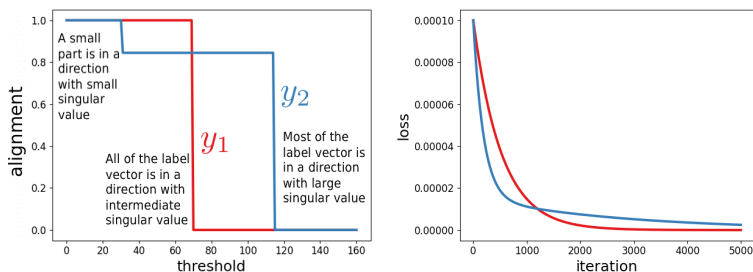 1.0
0.8
0.6
0.4
0.2
0.0
alignment
A small
part is in a
direction
with small
singular
value
y2
y1
All of the label
vector is in a
direction with
intermediate
singular value
Most of the
label vector is
in a direction
with large
singular value
0 20 40 60 80 100 120 140 160
threshold
0.00010
0.00008
0.00006
0.00004
0.00002
0.00000
loss
0 1000 2000 3000 4000 5000
iteration